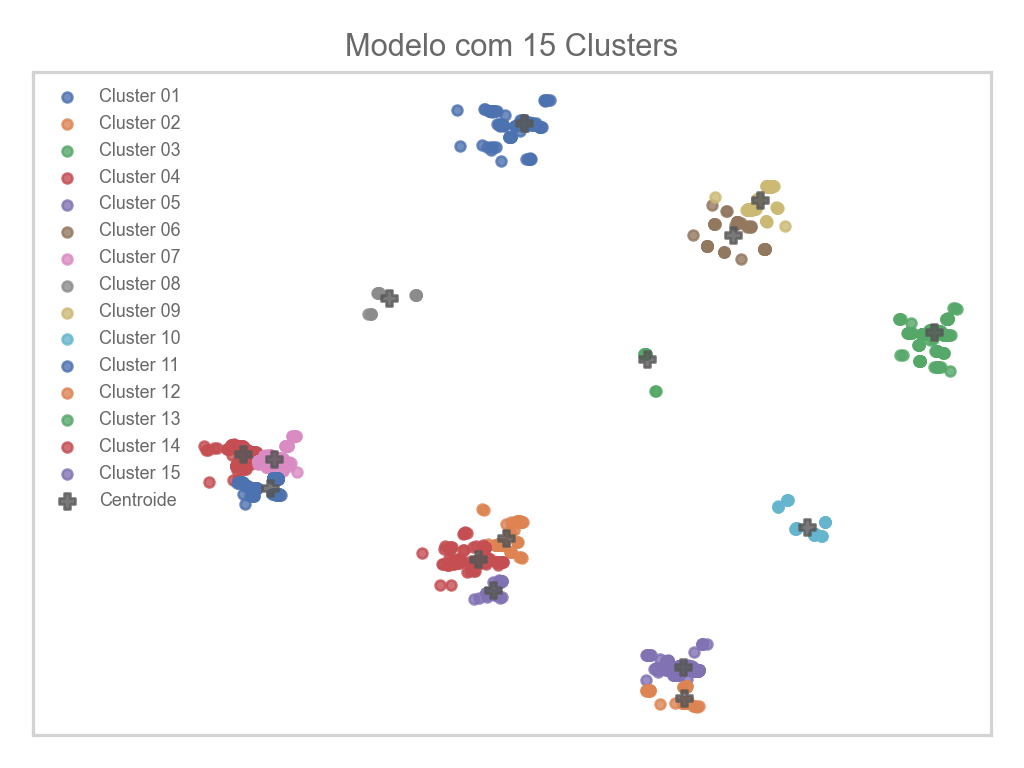 Modelo com 15 Clusters
Cluster 01
Cluster 02
Cluster 03
Cluster 04
Cluster 05
Cluster 06
Cluster 07
Cluster 08
Cluster 09
Cluster 10
Cluster 11
Cluster 12
Cluster 13
Cluster 14
Cluster 15
Centroide